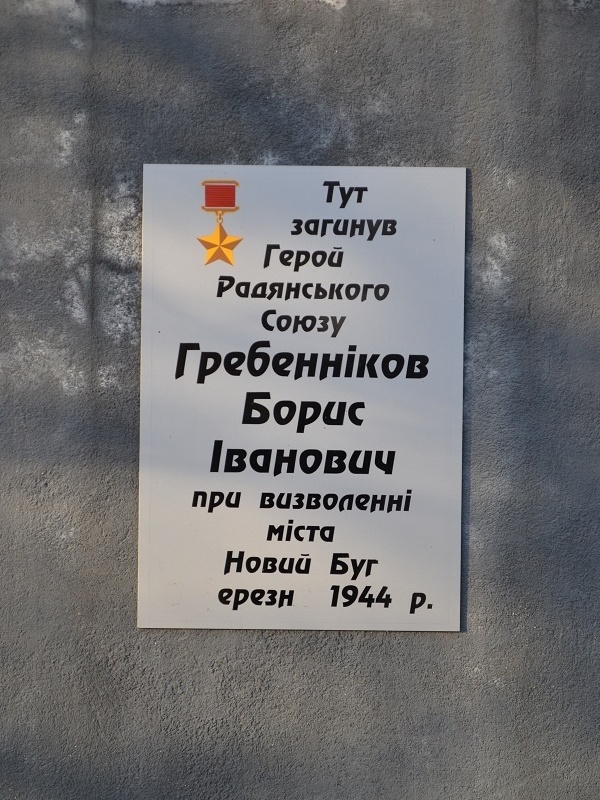 Тут
загинув
Герой
Радянського
Союзу
Гребенніков
Борис
Іванович
при визволенні
міста
Новий Буг
ерезн 1944 р.